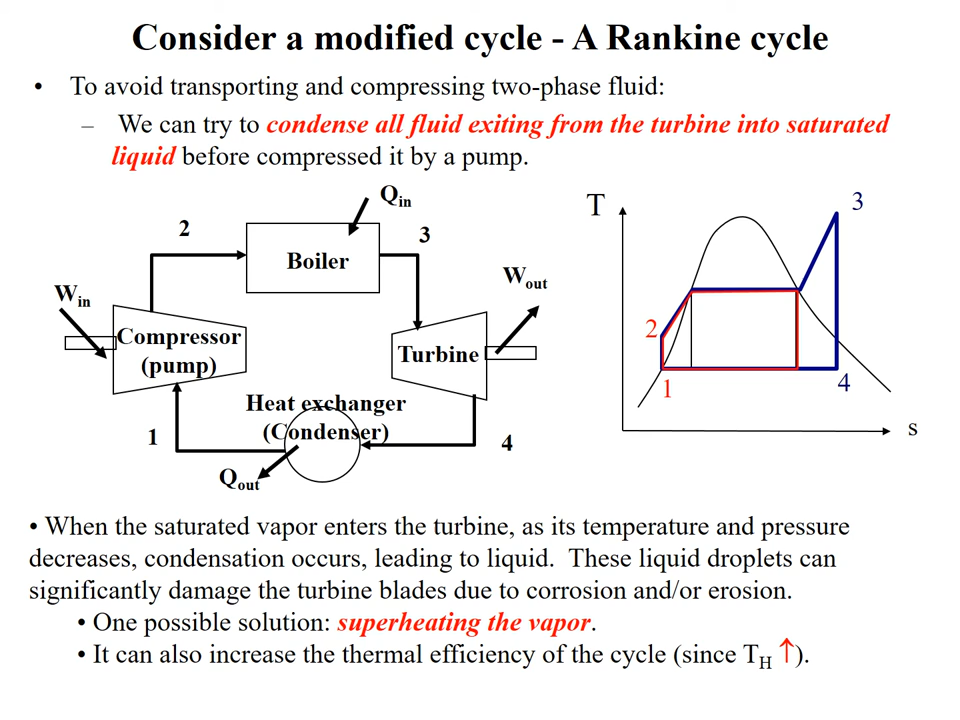 Consider a modified cycle - A Rankine cycle
• To avoid transporting and compressing two-phase fluid:
– We can try to condense all fluid exiting from the turbine into saturated
liquid before compressed it by a pump.
Qin
2
Boiler
3
Win
Wout
Compressor
(pump)
Turbine
Heat exchanger
(Condenser)
1
4
Qout
T
3
2
1
4
s
• When the saturated vapor enters the turbine, as its temperature and pressure
decreases, condensation occurs, leading to liquid. These liquid droplets can
significantly damage the turbine blades due to corrosion and/or erosion.
• One possible solution: superheating the vapor.
• It can also increase the thermal efficiency of the cycle (since TH ↑).